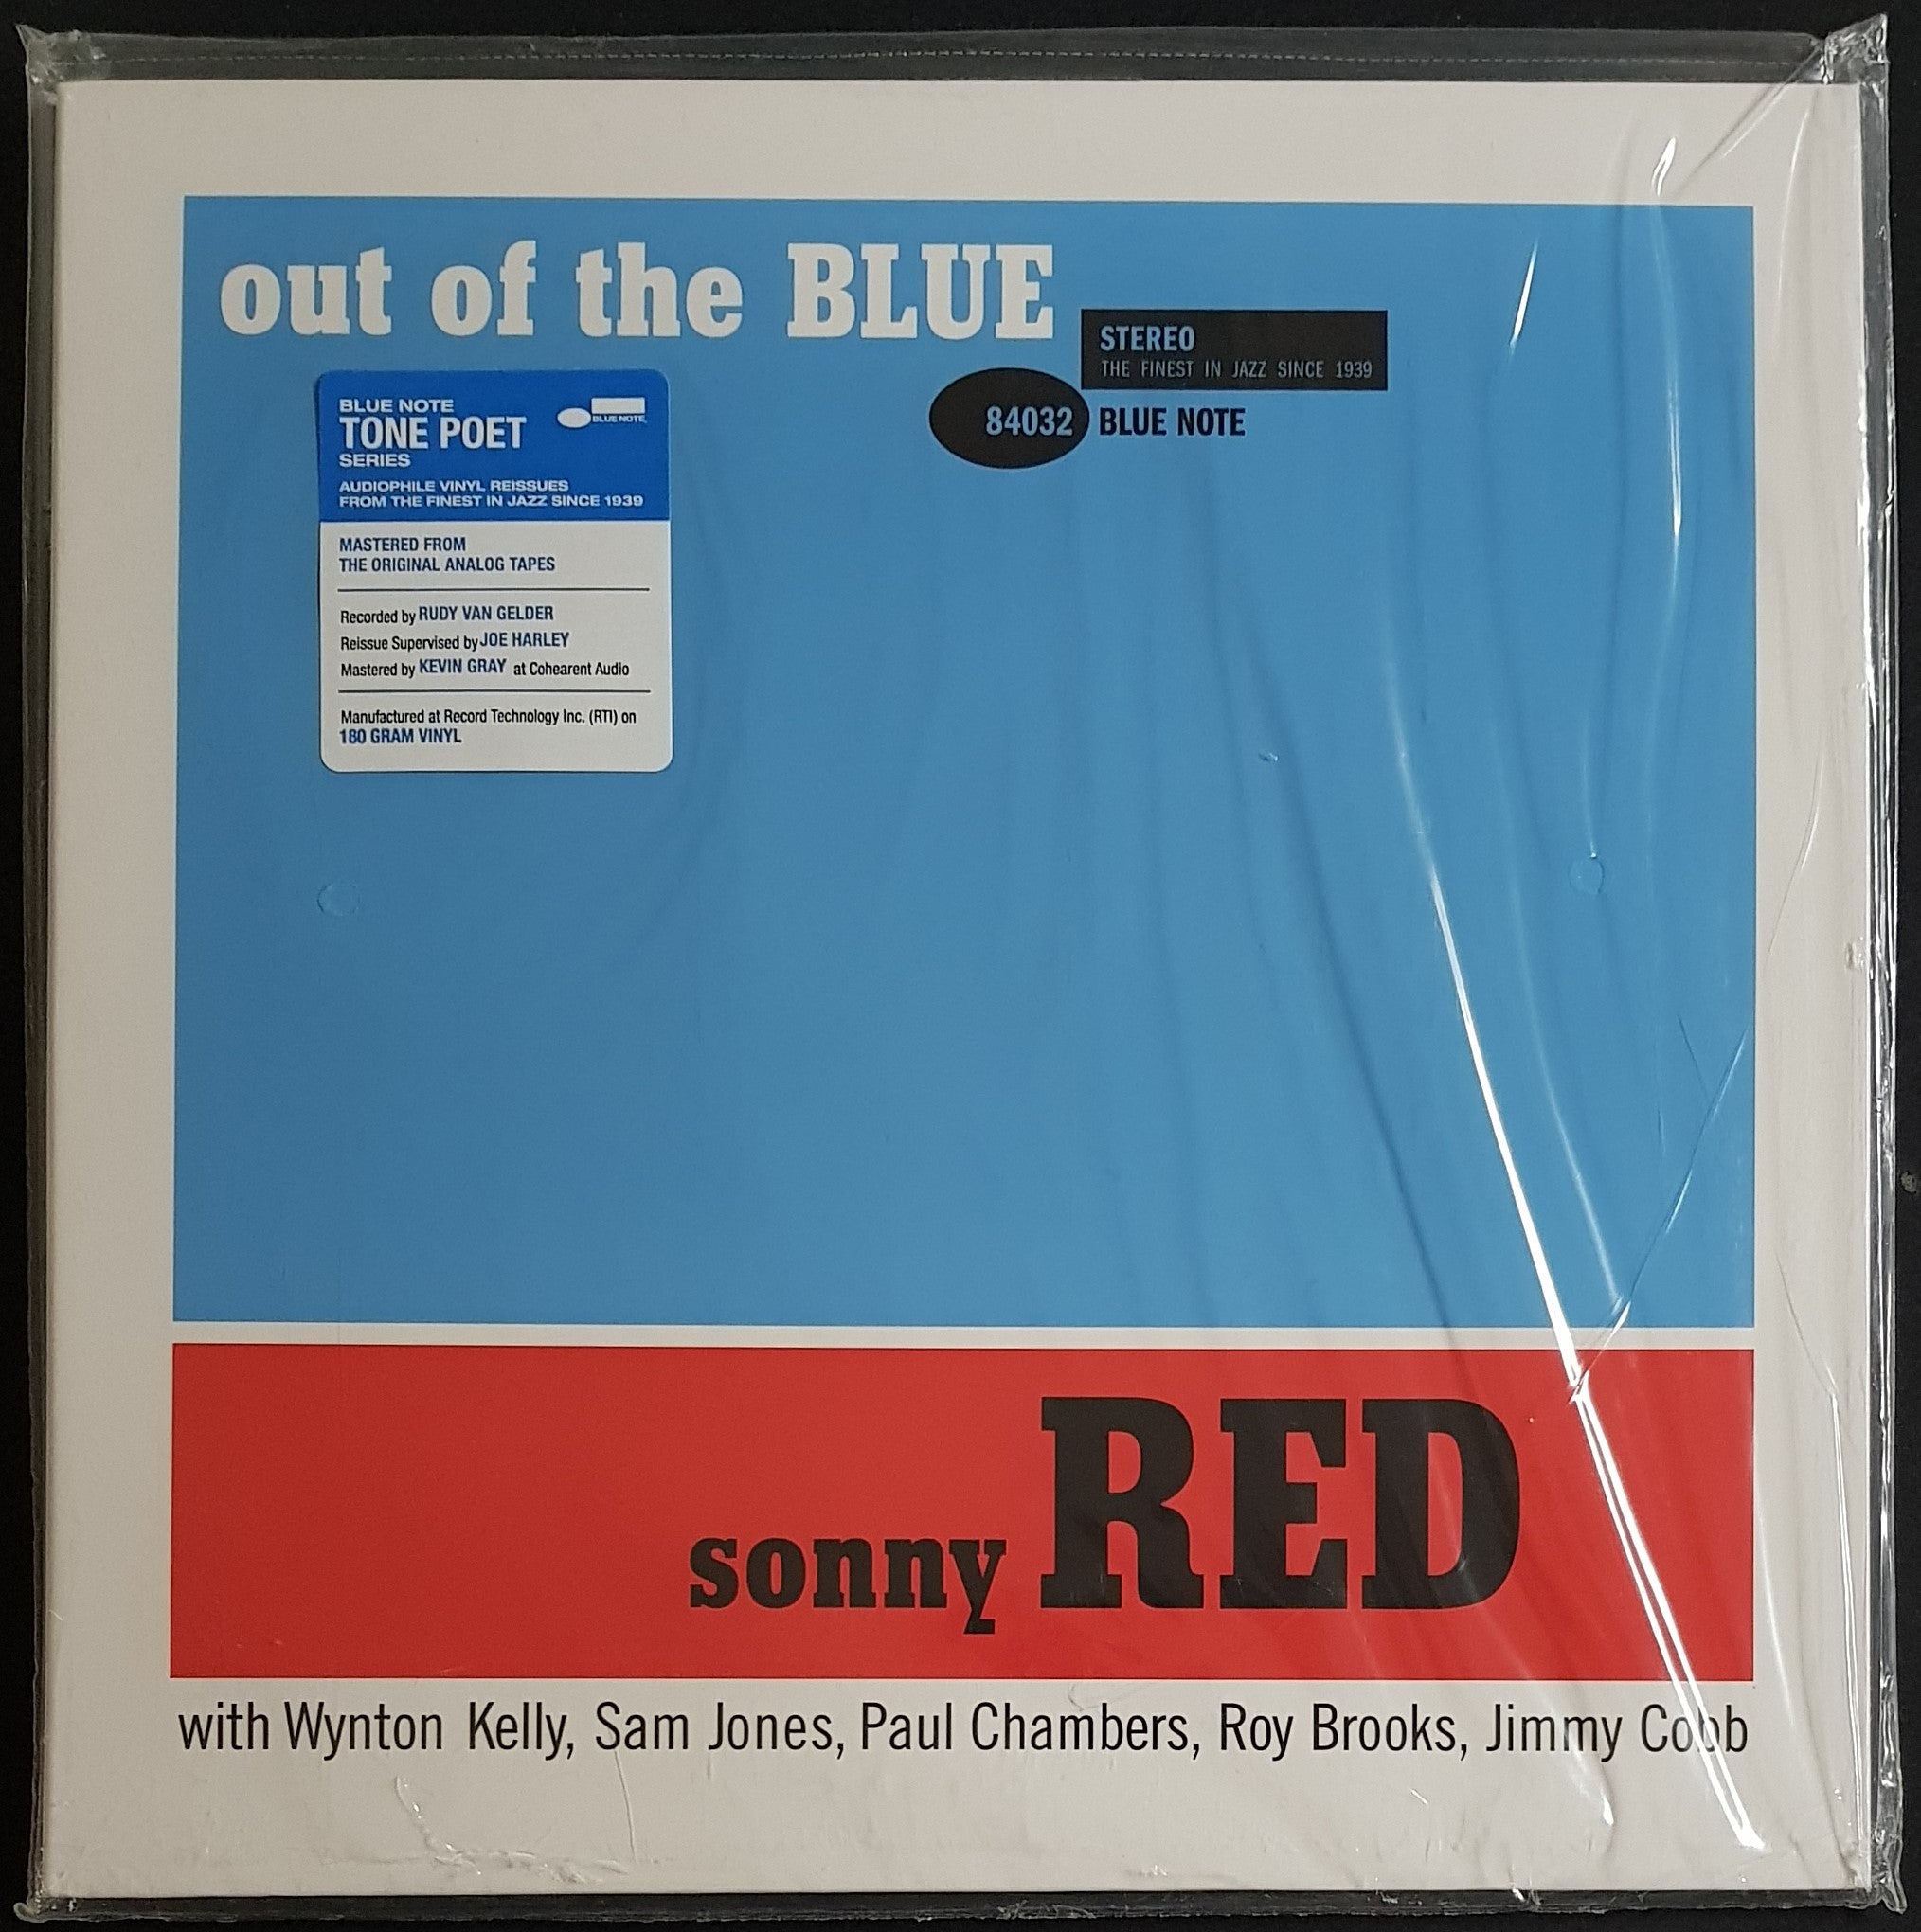 out of the BLUE
STEREO
THE FINEST IN JAZZ SINCE 1939
84032 BLUE NOTE
BLUE NOTE
TONE POET
SERIES
BLUE NOTE
AUDIOPHILE VINYL REISSUES
FROM THE FINEST IN JAZZ SINCE 1939
MASTERED FROM
THE ORIGINAL ANALOG TAPES
Recorded by RUDY VAN GELDER
Reissue Supervised by JOE HARLEY
Mastered by KEVIN GRAY at Cohearent Audio
Manufactured at Record Technology Inc. (RTI) on
180 GRAM VINYL
sonny RED
with Wynton Kelly, Sam Jones, Paul Chambers, Roy Brooks, Jimmy Cobb